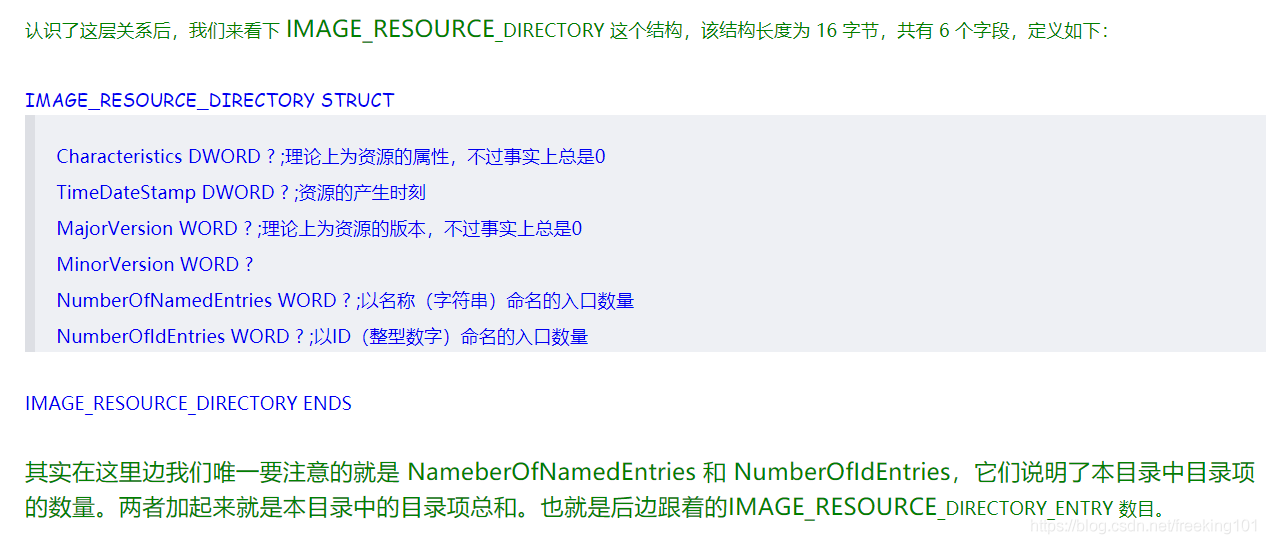 认识了这层关系后，我们来看下 IMAGE_RESOURCE_DIRECTORY 这个结构，该结构长度为 16 字节，共有 6 个字段，定义如下：
IMAGE_RESOURCE_DIRECTORY STRUCT
Characteristics DWORD ? ;理论上为资源的属性，不过事实上总是0
TimeDateStamp DWORD ? ;资源的产生时刻
MajorVersion WORD ? ;理论上为资源的版本，不过事实上总是0
MinorVersion WORD ?
NumberOfNamedEntries WORD ? ;以名称（字符串）命名的入口数量
NumberOfIdEntries WORD ? ;以ID（整型数字）命名的入口数量
IMAGE_RESOURCE_DIRECTORY ENDS
其实在这里边我们唯一要注意的就是 NameberOfNamedEntries 和 NumberOfIdEntries，它们说明了本目录中目录项
的数量。两者加起来就是本目录中的目录项总和。也就是后边跟着的IMAGE_RESOURCE_DIRECTORY_ENTRY 数目。
https://blog.csdn.net/freeking101